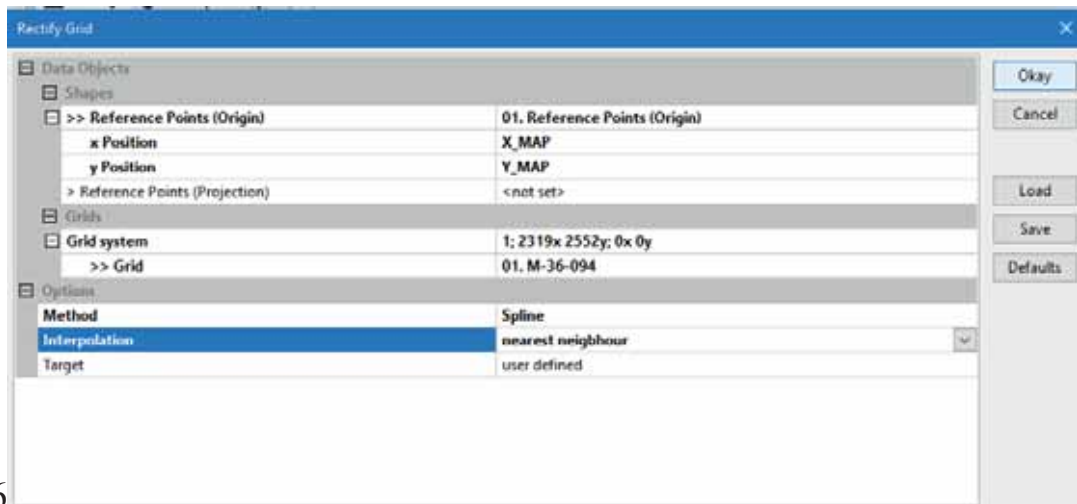 Rectify Grid
Data Objects
Shapes
>> Reference Points (Origin) 01. Reference Points (Origin)
x Position X_MAP
y Position Y_MAP
> Reference Points (Projection) <not set>
Grids
Grid system 1; 2319x 2552y; 0x 0y
>> Grid 01. M-36-094
Options
Method Spline
Interpolation nearest neigbhour
Target user defined
Okay
Cancel
Load
Save
Defaults